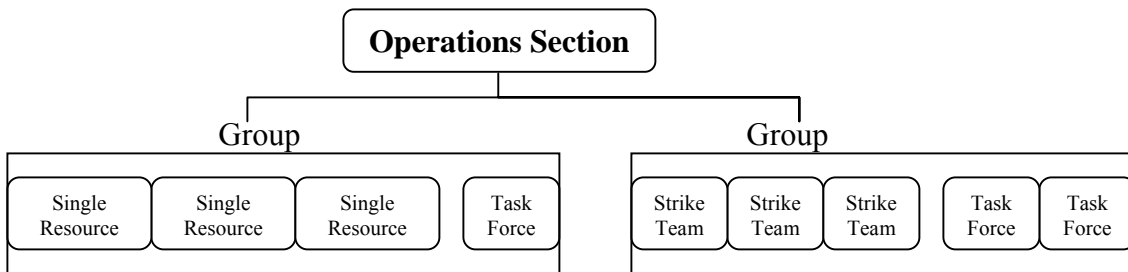 Operations Section
Group
Group
Single
Resource
Single
Resource
Single
Resource
Task
Force
Strike
Team
Strike
Team
Strike
Team
Task
Force
Task
Force